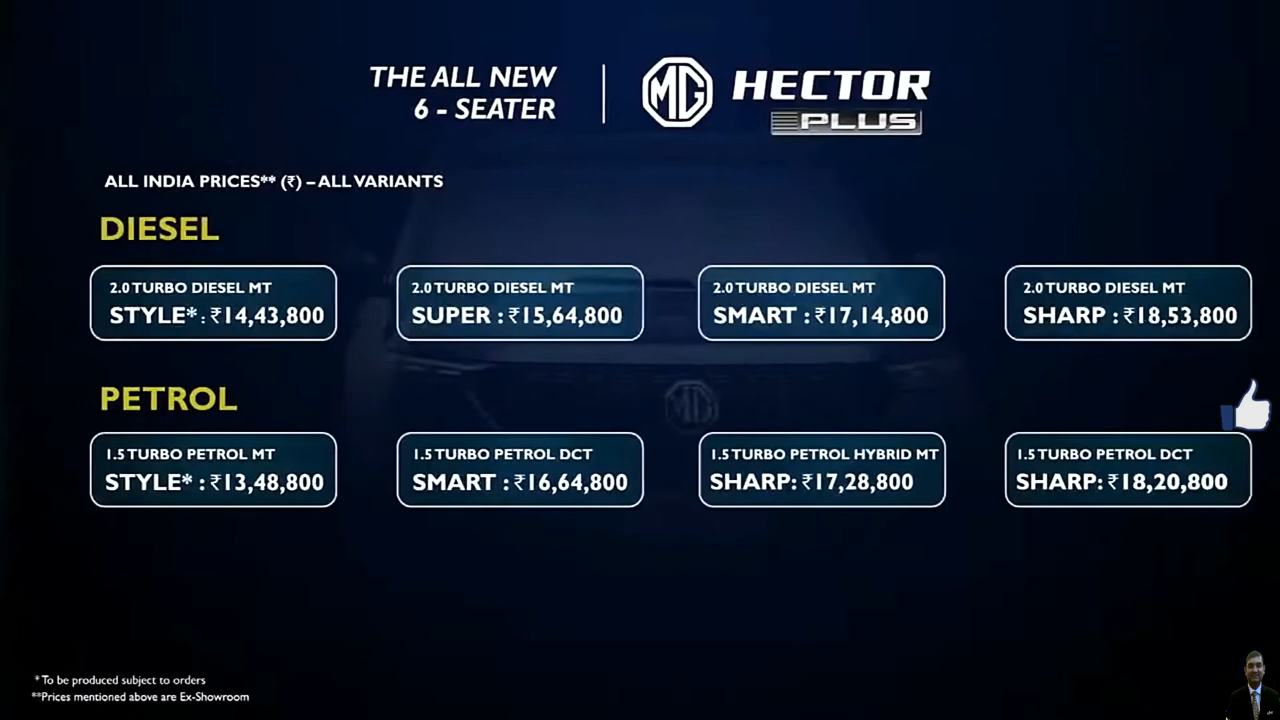 THE ALL NEW
6 - SEATER
MG HECTOR
PLUS
ALL INDIA PRICES** (₹) – ALL VARIANTS
DIESEL
2.0 TURBO DIESEL MT
STYLE* : ₹14,43,800
2.0 TURBO DIESEL MT
SUPER : ₹15,64,800
2.0 TURBO DIESEL MT
SMART : ₹17,14,800
2.0 TURBO DIESEL MT
SHARP : ₹18,53,800
MG
PETROL
1.5 TURBO PETROL MT
STYLE* : ₹13,48,800
1.5 TURBO PETROL DCT
SMART : ₹16,64,800
1.5 TURBO PETROL HYBRID MT
SHARP: ₹17,28,800
1.5 TURBO PETROL DCT
SHARP: ₹18,20,800
* To be produced subject to orders
**Prices mentioned above are Ex-Showroom